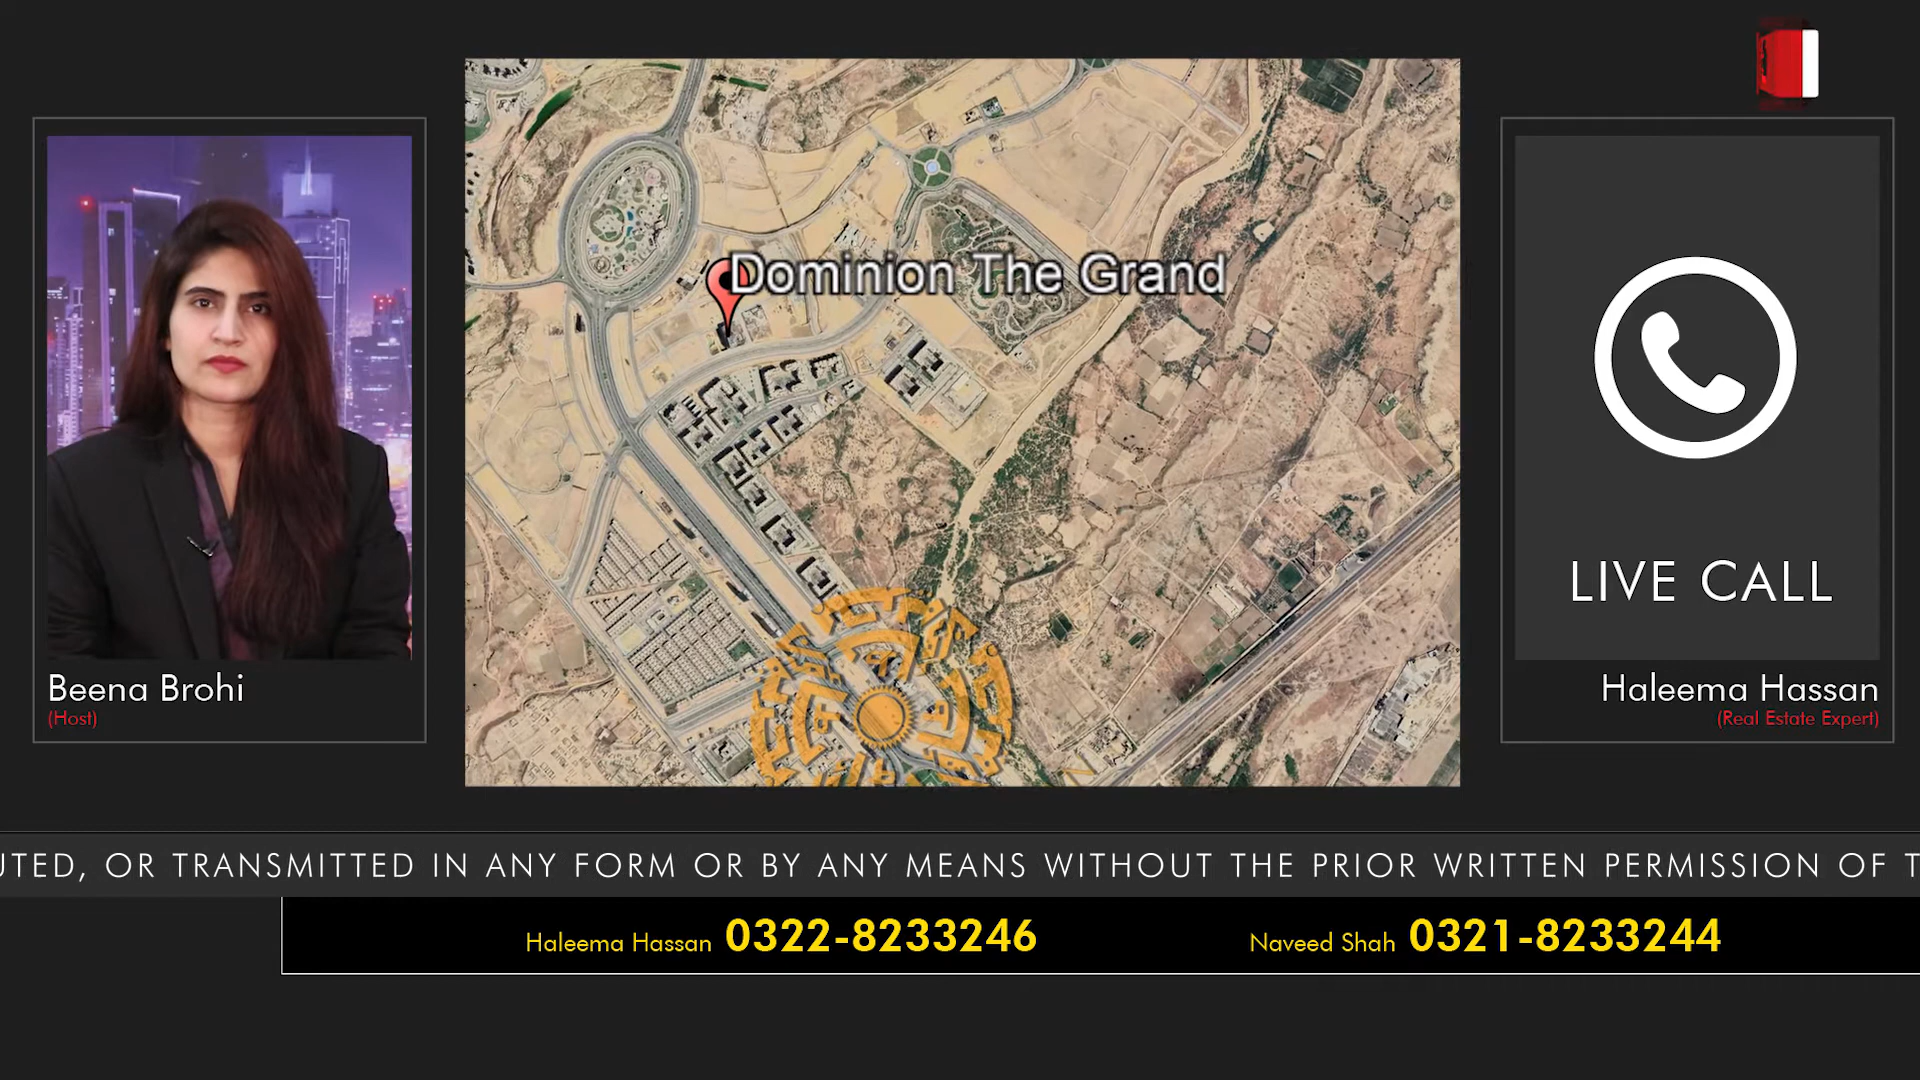 Dominion The Grand
LIVE CALL
Beena Brohi
(Host)
Haleema Hassan
(Real Estate Expert)
UTED, OR TRANSMITTED IN ANY FORM OR BY ANY MEANS WITHOUT THE PRIOR WRITTEN PERMISSION OF T
Haleema Hassan 0322-8233246
Naveed Shah 0321-8233244